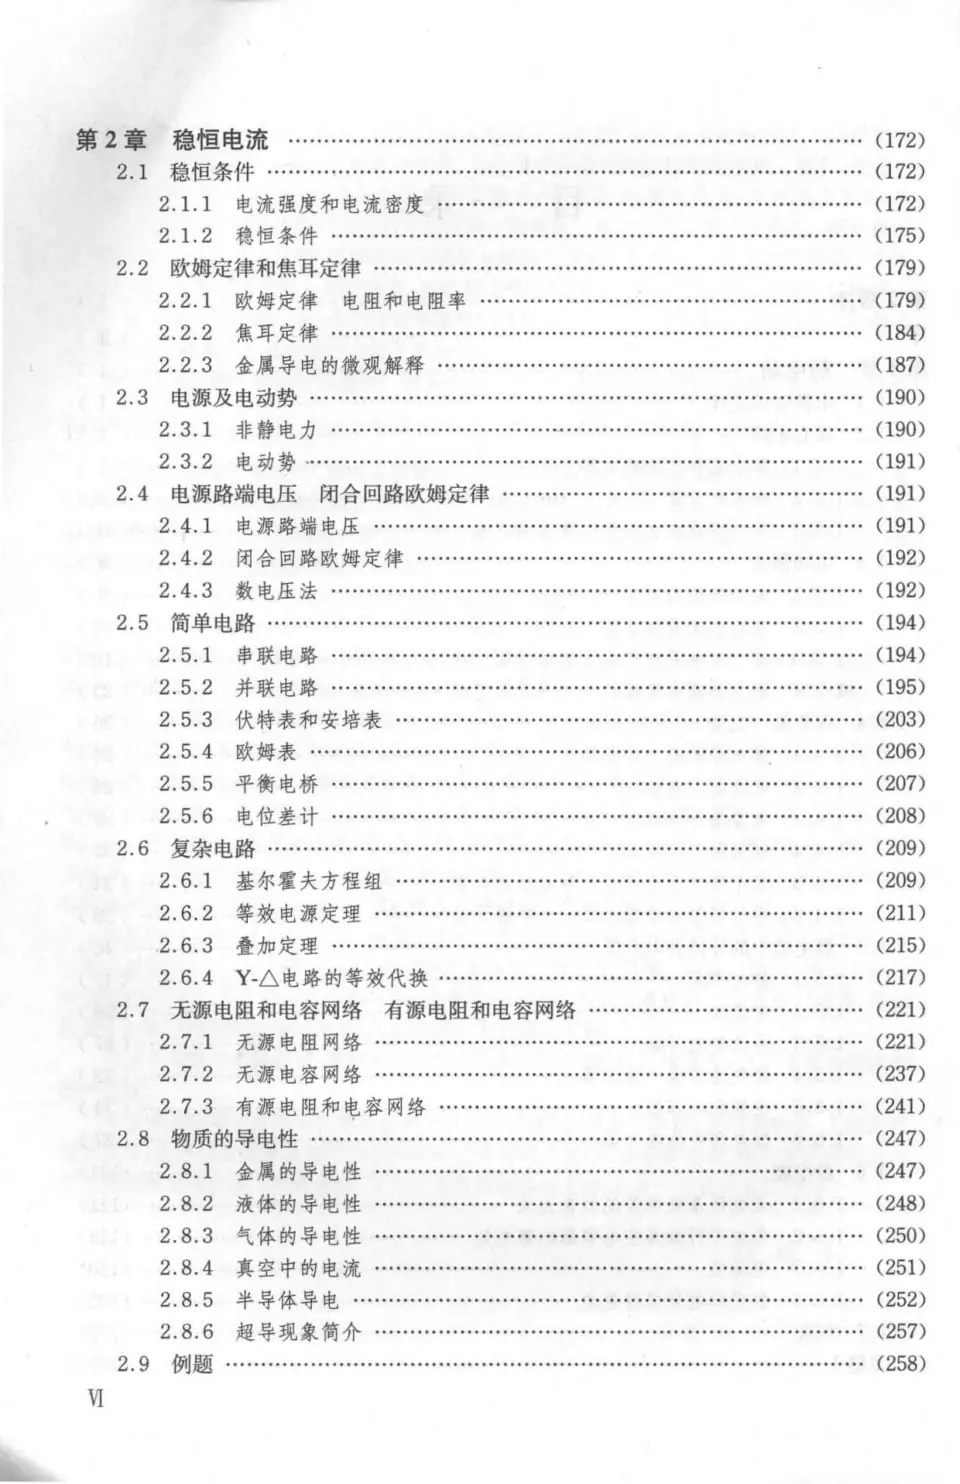 第2章 稳恒电流 …………………………………………………… (172)
2.1 稳恒条件 …………………………………………………… (172)
2.1.1 电流强度和电流密度 …………………………………………………… (172)
2.1.2 稳恒条件 …………………………………………………… (175)
2.2 欧姆定律和焦耳定律 …………………………………………………… (179)
2.2.1 欧姆定律 电阻和电阻率 …………………………………………………… (179)
2.2.2 焦耳定律 …………………………………………………… (184)
2.2.3 金属导电的微观解释 …………………………………………………… (187)
2.3 电源及电动势 …………………………………………………… (190)
2.3.1 非静电力 …………………………………………………… (190)
2.3.2 电动势 …………………………………………………… (191)
2.4 电源路端电压 闭合回路欧姆定律 …………………………………………………… (191)
2.4.1 电源路端电压 …………………………………………………… (191)
2.4.2 闭合回路欧姆定律 …………………………………………………… (192)
2.4.3 数电压法 …………………………………………………… (192)
2.5 简单电路 …………………………………………………… (194)
2.5.1 串联电路 …………………………………………………… (194)
2.5.2 并联电路 …………………………………………………… (195)
2.5.3 伏特表和安培表 …………………………………………………… (203)
2.5.4 欧姆表 …………………………………………………… (206)
2.5.5 平衡电桥 …………………………………………………… (207)
2.5.6 电位差计 …………………………………………………… (208)
2.6 复杂电路 …………………………………………………… (209)
2.6.1 基尔霍夫方程组 …………………………………………………… (209)
2.6.2 等效电源定理 …………………………………………………… (211)
2.6.3 叠加定理 …………………………………………………… (215)
2.6.4 Y-△电路的等效代换 …………………………………………………… (217)
2.7 无源电阻和电容网络 有源电阻和电容网络 …………………………………………………… (221)
2.7.1 无源电阻网络 …………………………………………………… (221)
2.7.2 无源电容网络 …………………………………………………… (237)
2.7.3 有源电阻和电容网络 …………………………………………………… (241)
2.8 物质的导电性 …………………………………………………… (247)
2.8.1 金属的导电性 …………………………………………………… (247)
2.8.2 液体的导电性 …………………………………………………… (248)
2.8.3 气体的导电性 …………………………………………………… (250)
2.8.4 真空中的电流 …………………………………………………… (251)
2.8.5 半导体导电 …………………………………………………… (252)
2.8.6 超导现象简介 …………………………………………………… (257)
2.9 例题 …………………………………………………… (258)
Ⅵ